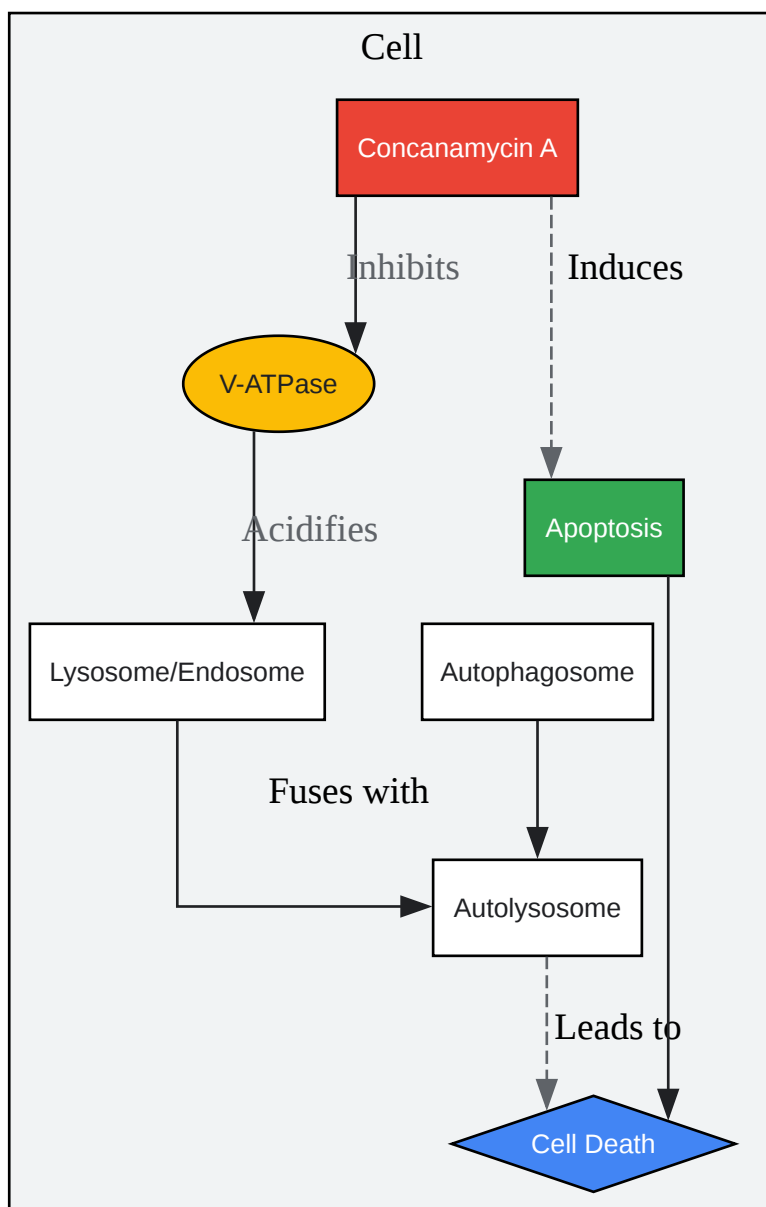 Cell
Concanamycin A
Inhibits
Induces
V-ATPase
Acidifies
Apoptosis
Lysosome/Endosome
Autophagosome
Fuses with
Autolysosome
Leads to
Cell Death